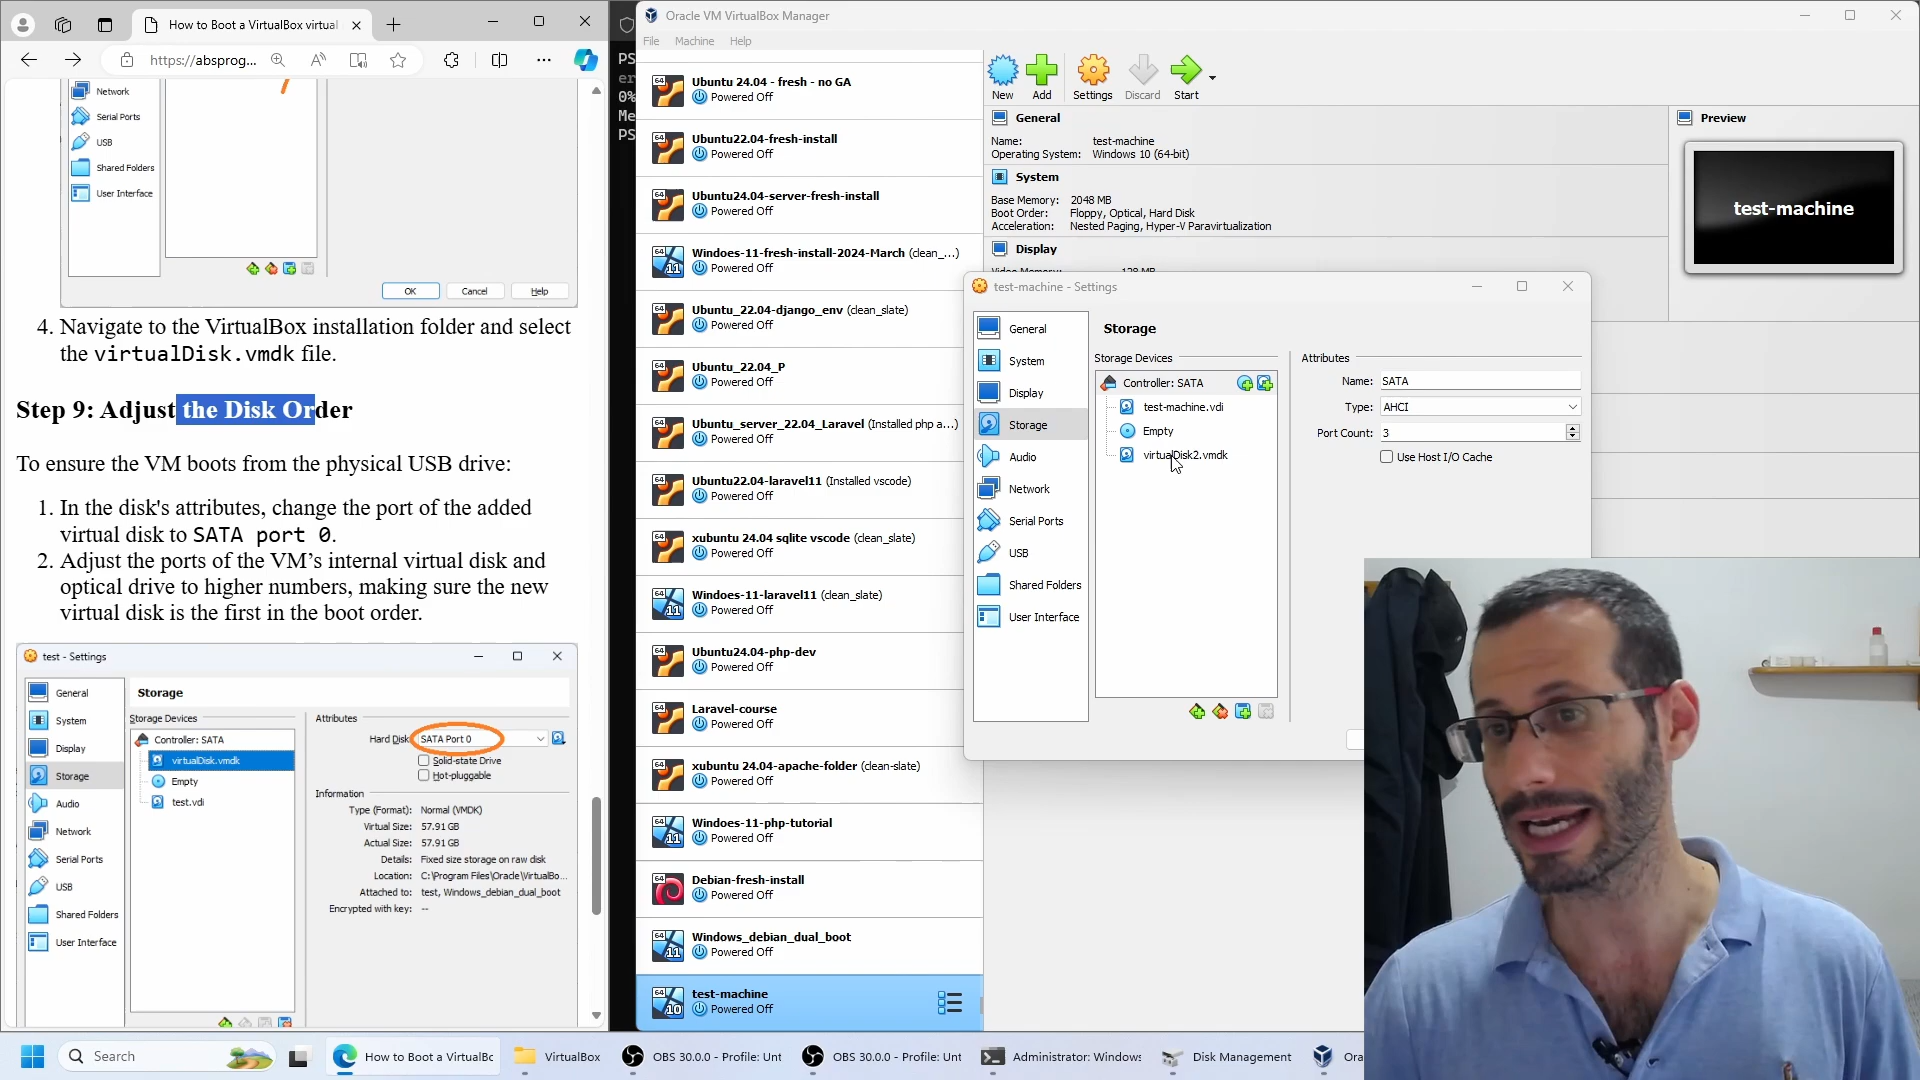 How to Boot a VirtualBox virtual
https://absprog...
Network
Serial Ports
USB
Shared Folders
User Interface
OK
Cancel
Help
4. Navigate to the VirtualBox installation folder and select
the virtualDisk.vmdk file.
Step 9: Adjust the Disk Order
To ensure the VM boots from the physical USB drive:
1. In the disk's attributes, change the port of the added
virtual disk to SATA port 0.
2. Adjust the ports of the VM’s internal virtual disk and
optical drive to higher numbers, making sure the new
virtual disk is the first in the boot order.
test - Settings
General
System
Display
Storage
Audio
Network
Serial Ports
USB
Shared Folders
User Interface
Storage
Storage Devices
Controller: SATA
virtualDisk.vmdk
Empty
test.vdi
Attributes
Hard Disk: SATA Port 0
Solid-state Drive
Hot-pluggable
Information
Type (Format): Normal (VMDK)
Virtual Size: 57.91 GB
Actual Size: 57.91 GB
Details: Fixed size storage on raw disk
Location: C:\Program Files\Oracle\VirtualBo...
Attached to: test, Windows_debian_dual_boot
Encrypted with key: --
PS
er
0%
Me
PS
Oracle VM VirtualBox Manager
File Machine Help
Ubuntu 24.04 - fresh - no GA
Powered Off
Ubuntu22.04-fresh-install
Powered Off
Ubuntu24.04-server-fresh-install
Powered Off
Windoes-11-fresh-install-2024-March (clean_...)
Powered Off
Ubuntu_22.04-django_env (clean_slate)
Powered Off
Ubuntu_22.04_P
Powered Off
Ubuntu_server_22.04_Laravel (Installed php a...)
Powered Off
Ubuntu22.04-laravel11 (Installed vscode)
Powered Off
xubuntu 24.04 sqlite vscode (clean_slate)
Powered Off
Windoes-11-laravel11 (clean_slate)
Powered Off
Ubuntu24.04-php-dev
Powered Off
Laravel-course
Powered Off
xubuntu 24.04-apache-folder (clean-slate)
Powered Off
Windoes-11-php-tutorial
Powered Off
Debian-fresh-install
Powered Off
Windows_debian_dual_boot
Powered Off
test-machine
Powered Off
New Add Settings Discard Start
General
Name: test-machine
Operating System: Windows 10 (64-bit)
System
Base Memory: 2048 MB
Boot Order: Floppy, Optical, Hard Disk
Acceleration: Nested Paging, Hyper-V Paravirtualization
Display
Preview
test-machine
test-machine - Settings
General
System
Display
Storage
Audio
Network
Serial Ports
USB
Shared Folders
User Interface
Storage
Storage Devices
Controller: SATA
test-machine.vdi
Empty
virtualDisk2.vmdk
Attributes
Name: SATA
Type: AHCI
Port Count: 3
Use Host I/O Cache
Search
How to Boot a VirtualBo
VirtualBox
OBS 30.0.0 - Profile: Unt
OBS 30.0.0 - Profile: Unt
Administrator: Windows
Disk Management
Ora